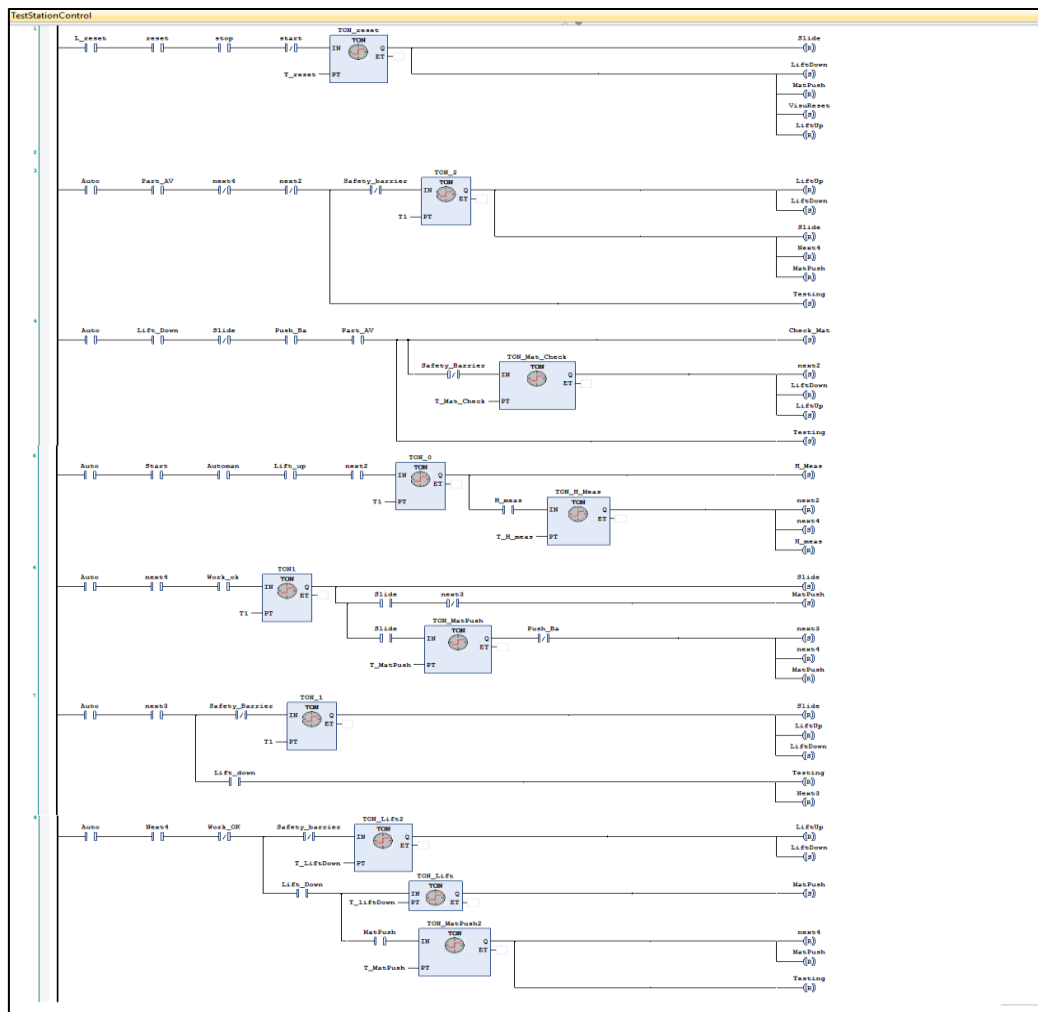 TestStationControl
1
TON_reset
L_reset reset stop start TON Slide
IN Q (R)
ET
T_reset PT LiftDown
(S)
MatPush
(R)
VisuReset
(S)
LiftUp
(R)
2
3
TON_2
Auto Part_AV next4 next2 Safety_barrier TON LiftUp
IN Q (R)
ET LiftDown
T1 PT (S)
Slide
(R)
Next4
(R)
MatPush
(R)
Testing
(S)
4
Auto Lift_Down Slide Push_Ba Part_AV Check_Mat
(S)
TON_Mat_Check
Safety_Barrier TON next2
IN Q (S)
ET LiftDown
T_Mat_Check PT (R)
LiftUp
(S)
Testing
(S)
5
TON_0
Auto Start Automan Lift_up next2 TON H_Meas
IN Q (S)
ET
TON_H_Meas
T1 PT H_meas TON next2
IN Q (R)
ET next4
T_H_meas PT (S)
H_meas
(R)
6
TON1
Auto next4 Work_ok TON Slide
IN Q (S)
ET Slide next3 MatPush
T1 PT (S)
TON_MatPush
Slide TON Push_Ba next3
IN Q (S)
ET next4
T_MatPush PT (R)
MatPush
(R)
7
TON_1
Auto next3 Safety_Barrier TON Slide
IN Q (R)
ET LiftUp
T1 PT (R)
LiftDown
(S)
Lift_down Testing
(R)
Next3
(R)
8
TON_Lift2
Auto Next4 Work_OK Safety_barrier TON LiftUp
IN Q (R)
ET LiftDown
T_LiftDown PT (S)
TON_Lift
Lift_Down TON MatPush
IN Q (S)
T_liftDown PT ET
TON_MatPush2
MatPush TON next4
IN Q (R)
ET MatPush
T_MatPush PT (R)
Testing
(R)